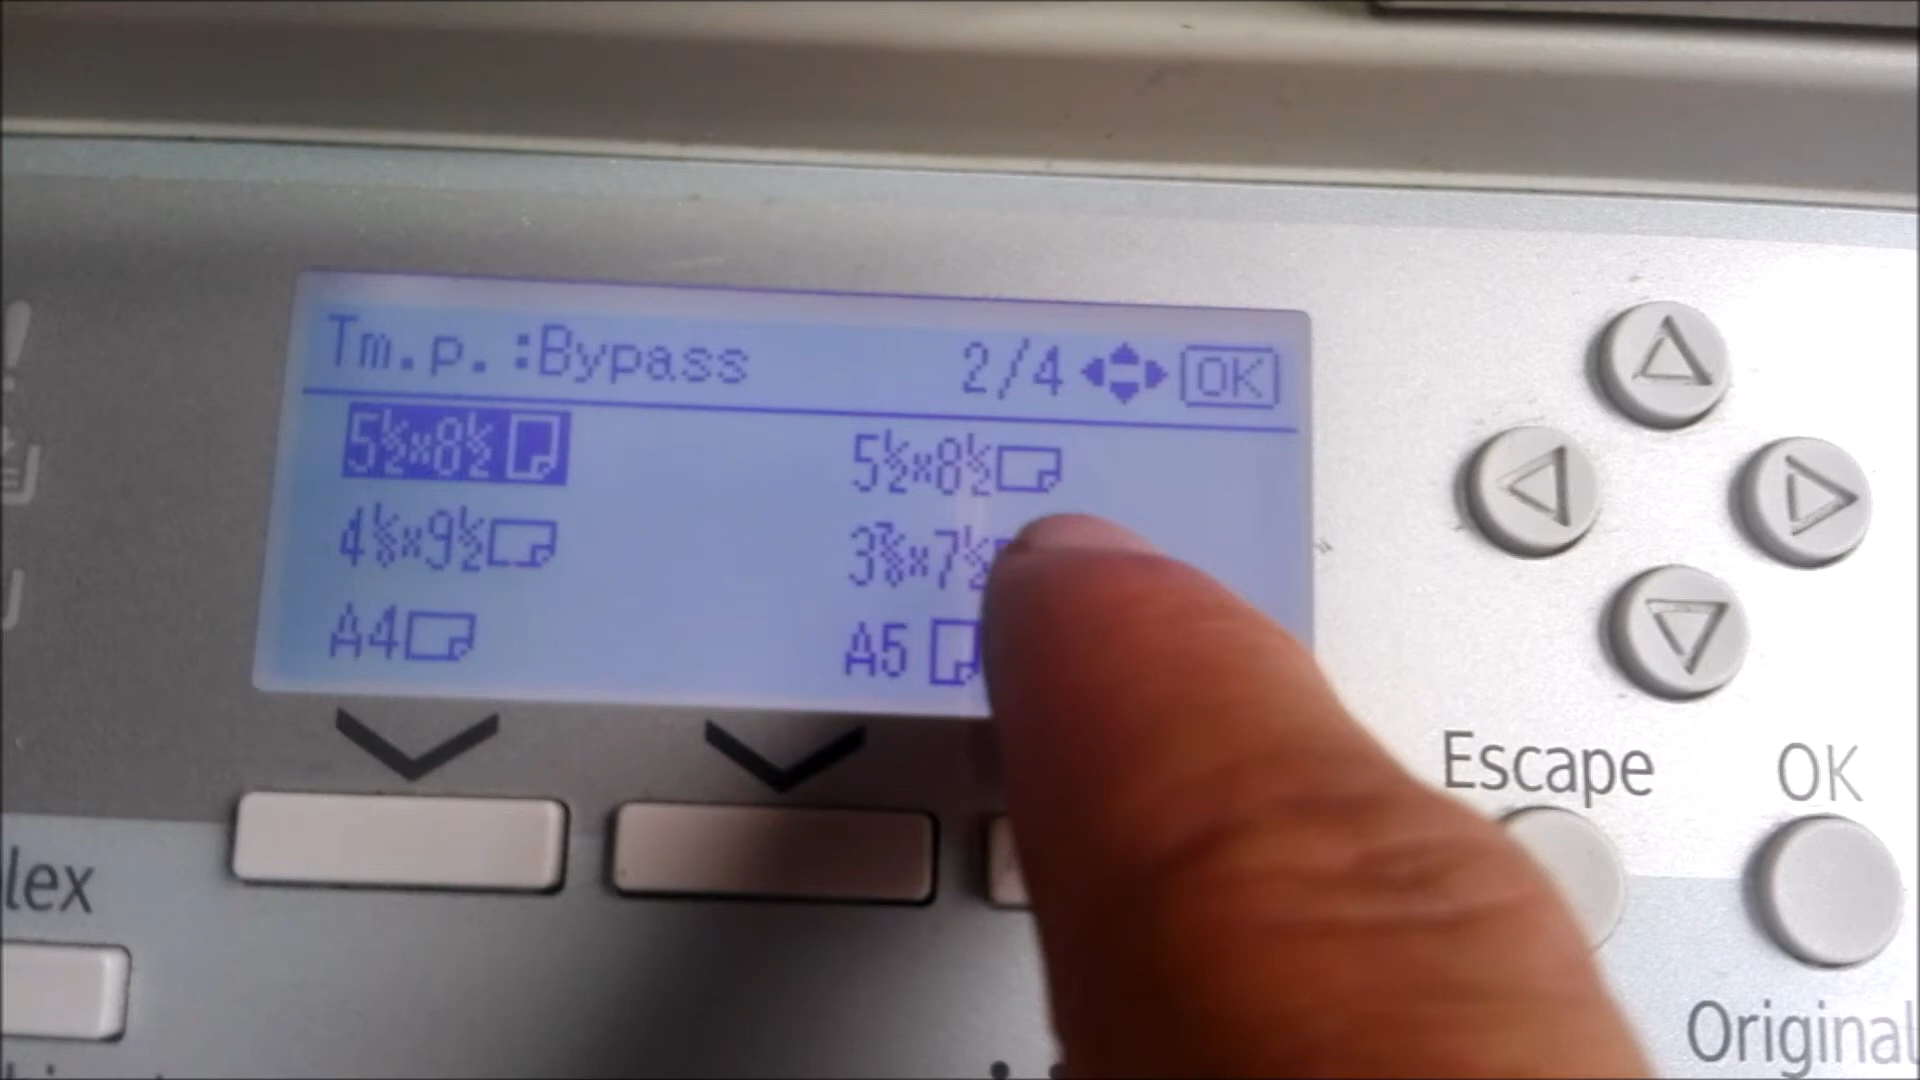 Tm.p.:Bypass 2/4 OK
5½×8½ 5½×8½
4⅛×9½ 3⅞×7½
A4 A5
Escape OK
lex
Original